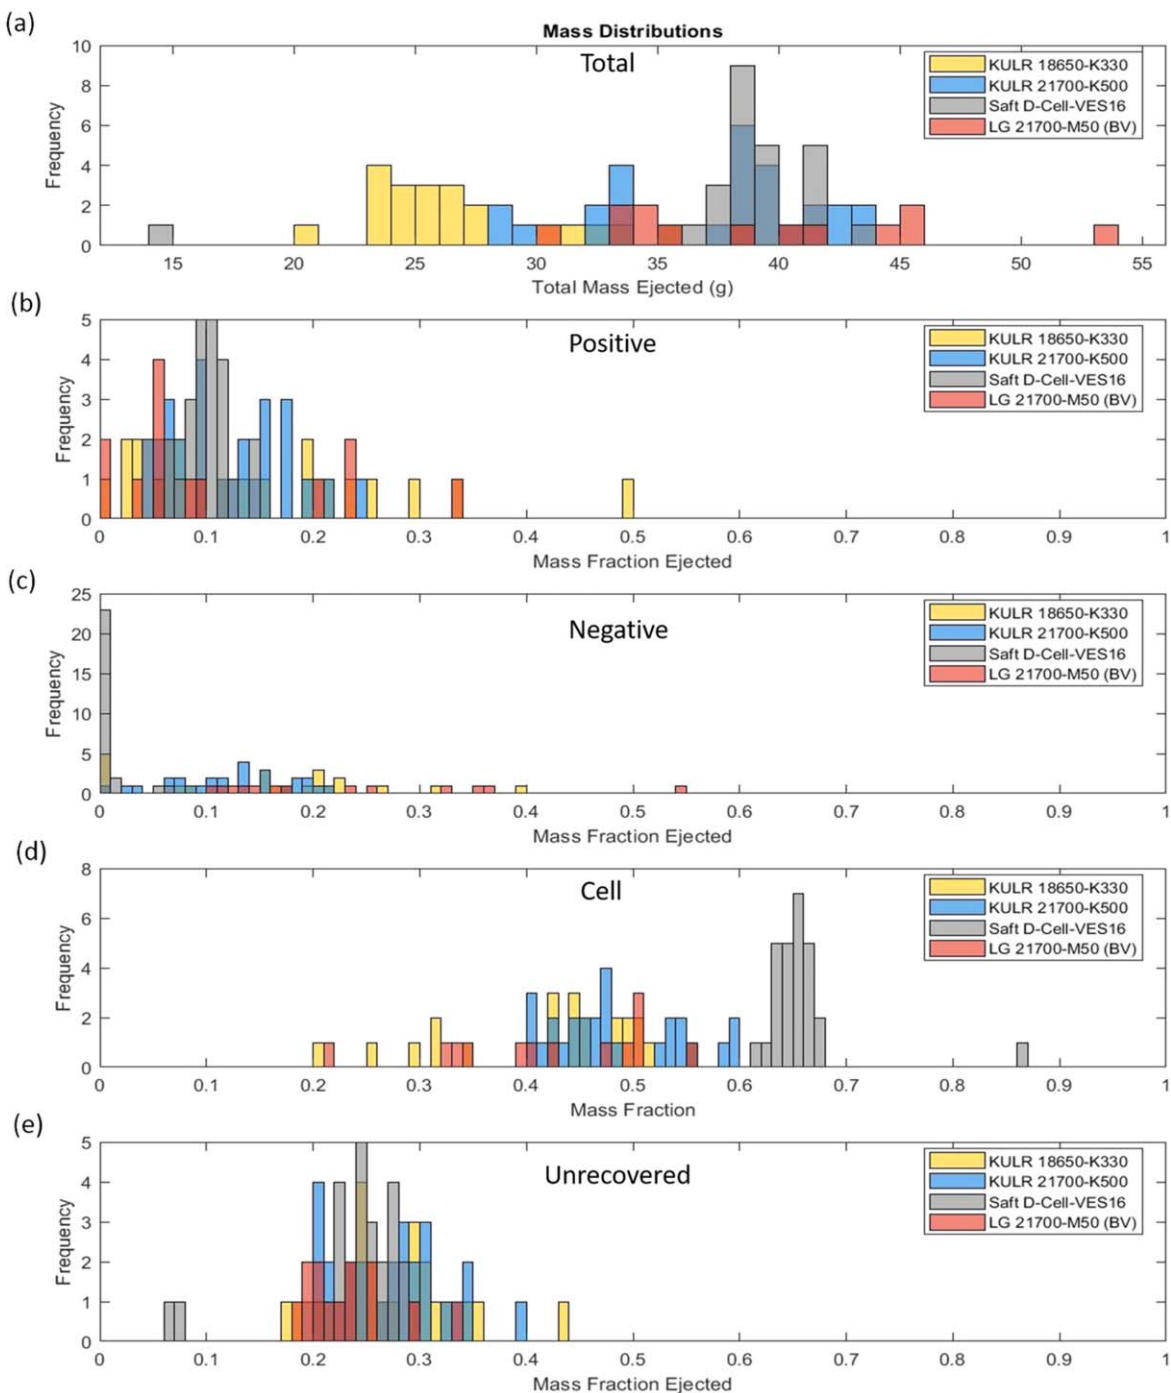 (a)
Mass Distributions
Total
10
8
6
4
2
0
Frequency
KULR 18650-K330
KULR 21700-K500
Saft D-Cell-VES16
LG 21700-M50 (BV)
15 20 25 30 35 40 45 50 55
Total Mass Ejected (g)
(b)
Positive
5
4
3
2
1
0
Frequency
KULR 18650-K330
KULR 21700-K500
Saft D-Cell-VES16
LG 21700-M50 (BV)
0 0.1 0.2 0.3 0.4 0.5 0.6 0.7 0.8 0.9 1
Mass Fraction Ejected
(c)
Negative
25
20
15
10
5
0
Frequency
KULR 18650-K330
KULR 21700-K500
Saft D-Cell-VES16
LG 21700-M50 (BV)
0 0.1 0.2 0.3 0.4 0.5 0.6 0.7 0.8 0.9 1
Mass Fraction Ejected
(d)
Cell
8
6
4
2
0
Frequency
KULR 18650-K330
KULR 21700-K500
Saft D-Cell-VES16
LG 21700-M50 (BV)
0 0.1 0.2 0.3 0.4 0.5 0.6 0.7 0.8 0.9 1
Mass Fraction
(e)
Unrecovered
5
4
3
2
1
0
Frequency
KULR 18650-K330
KULR 21700-K500
Saft D-Cell-VES16
LG 21700-M50 (BV)
0 0.1 0.2 0.3 0.4 0.5 0.6 0.7 0.8 0.9 1
Mass Fraction Ejected